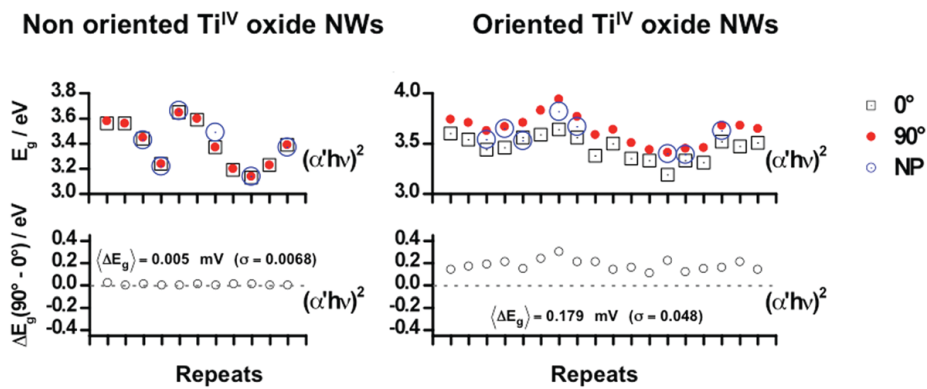 Non oriented Ti^IV oxide NWs
Oriented Ti^IV oxide NWs
E_g / eV
3.8
3.6
3.4
3.2
3.0
(α'hν)²
4.0
3.5
3.0
(α'hν)²
0°
90°
NP
ΔE_g(90° - 0°) / eV
0.4
0.2
0.0
-0.2
-0.4
⟨ΔE_g⟩ = 0.005 mV (σ = 0.0068)
(α'hν)²
0.4
0.2
0.0
-0.2
-0.4
⟨ΔE_g⟩ = 0.179 mV (σ = 0.048)
(α'hν)²
Repeats
Repeats